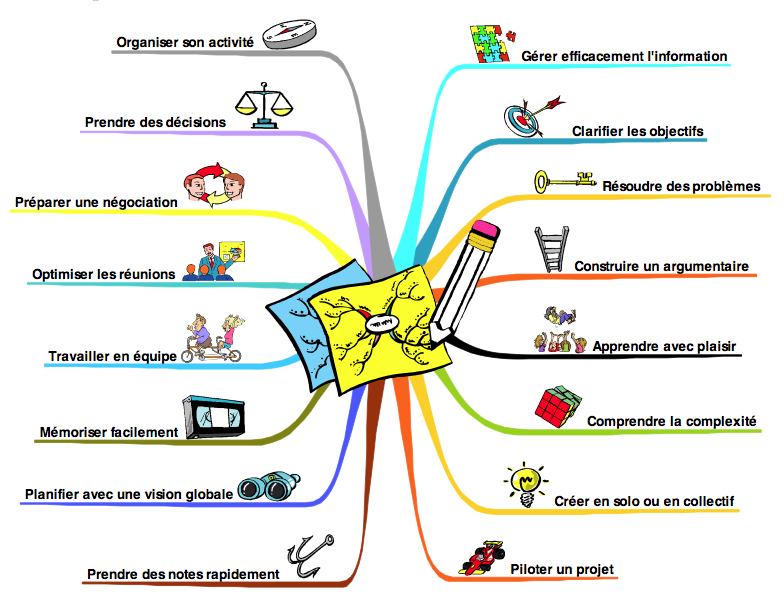 Organiser son activité
Prendre des décisions
Préparer une négociation
Optimiser les réunions
Travailler en équipe
Mémoriser facilement
Planifier avec une vision globale
Prendre des notes rapidement
Gérer efficacement l'information
Clarifier les objectifs
Résoudre des problèmes
Construire un argumentaire
Apprendre avec plaisir
Comprendre la complexité
Créer en solo ou en collectif
Piloter un projet